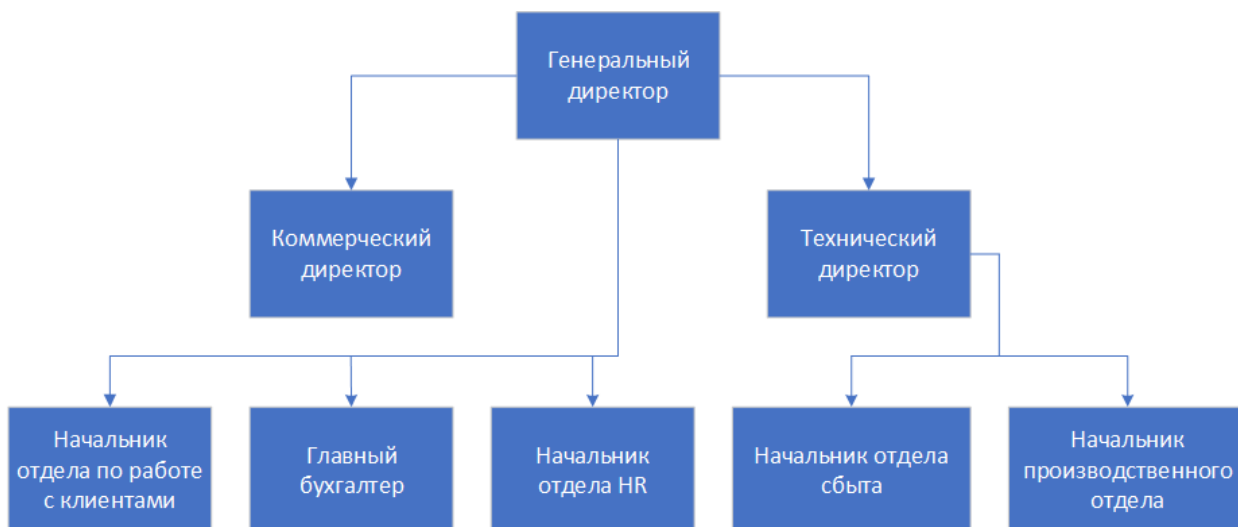 Генеральный
директор
Коммерческий
директор
Технический
директор
Начальник
отдела по работе
с клиентами
Главный
бухгалтер
Начальник
отдела HR
Начальник отдела
сбыта
Начальник
производственного
отдела